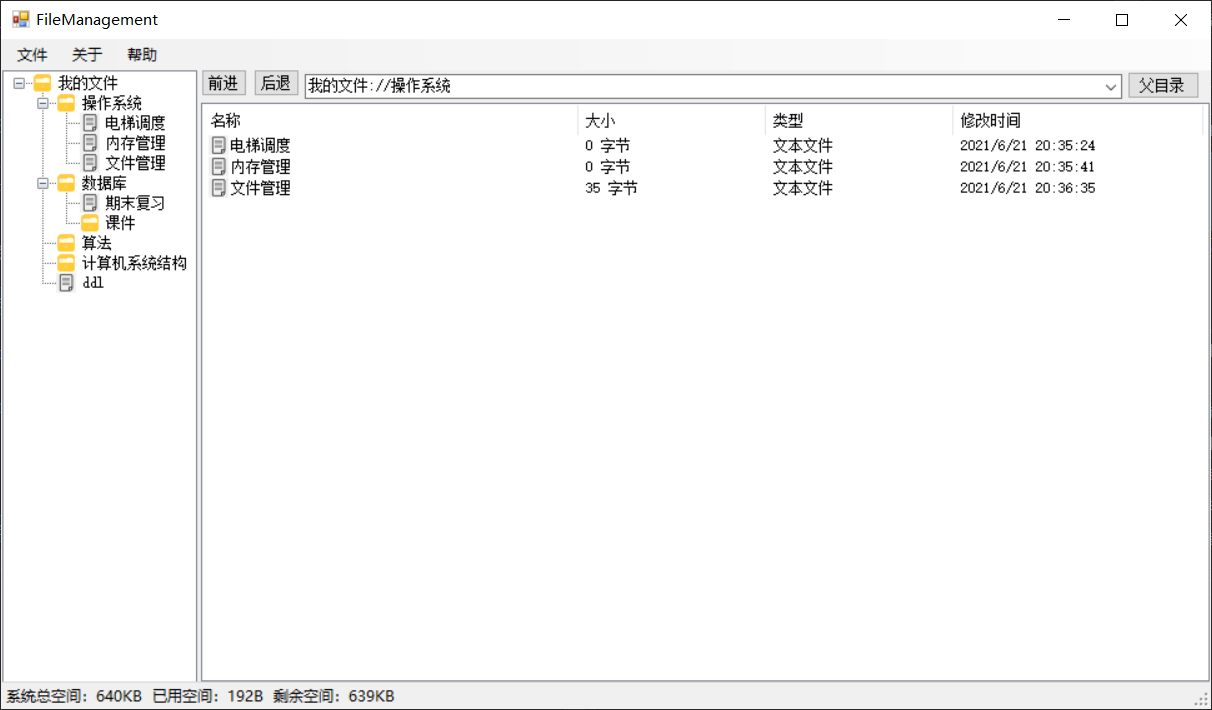 FileManagement
文件 关于 帮助
我的文件
操作系统
电梯调度
内存管理
文件管理
数据库
期末复习
课件
算法
计算机系统结构
ddl
前进 后退 我的文件://操作系统 父目录
名称 大小 类型 修改时间
电梯调度 0 字节 文本文件 2021/6/21 20:35:24
内存管理 0 字节 文本文件 2021/6/21 20:35:41
文件管理 35 字节 文本文件 2021/6/21 20:36:35
系统总空间: 640KB 已用空间: 192B 剩余空间: 639KB